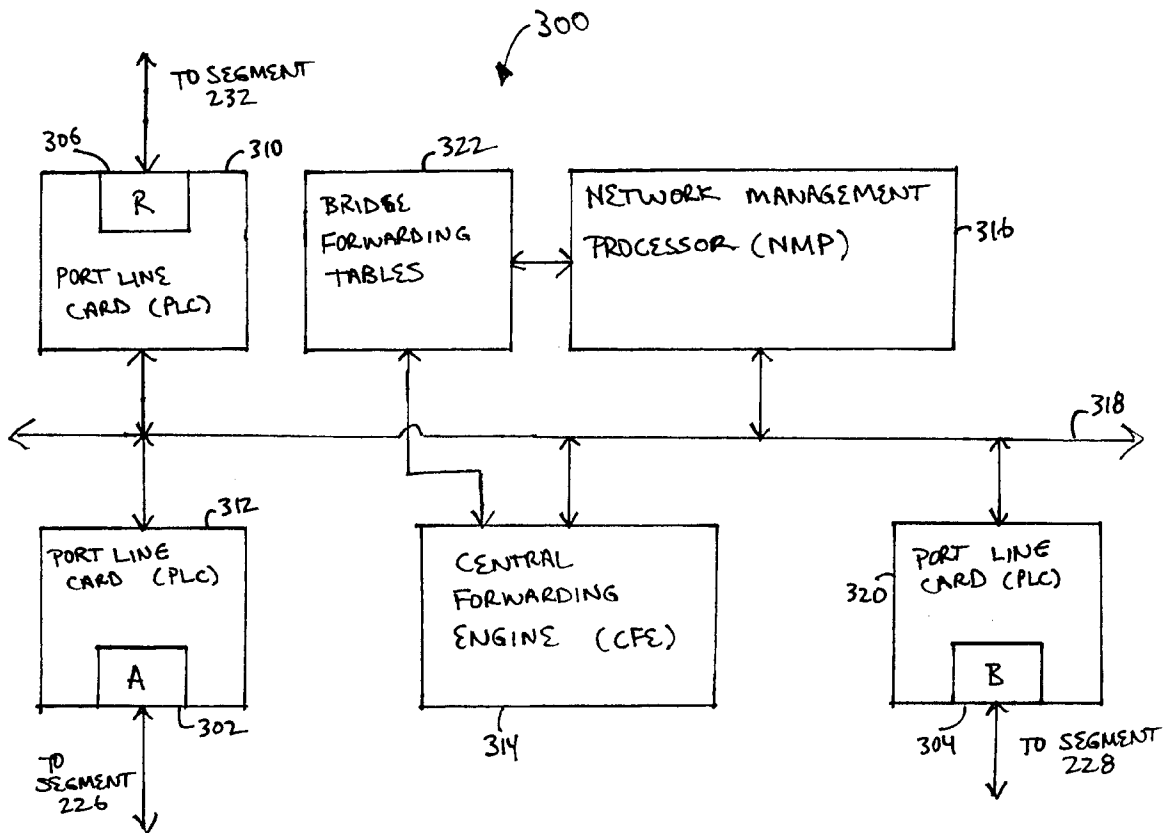 300
TO SEGMENT
232
306
310
R
PORT LINE
CARD (PLC)
322
BRIDGE
FORWARDING
TABLES
NETWORK MANAGEMENT
PROCESSOR (NMP)
316
318
312
PORT LINE
CARD (PLC)
A
302
TO
SEGMENT
226
CENTRAL
FORWARDING
ENGINE (CFE)
314
PORT LINE
CARD (PLC)
320
B
304
TO SEGMENT
228